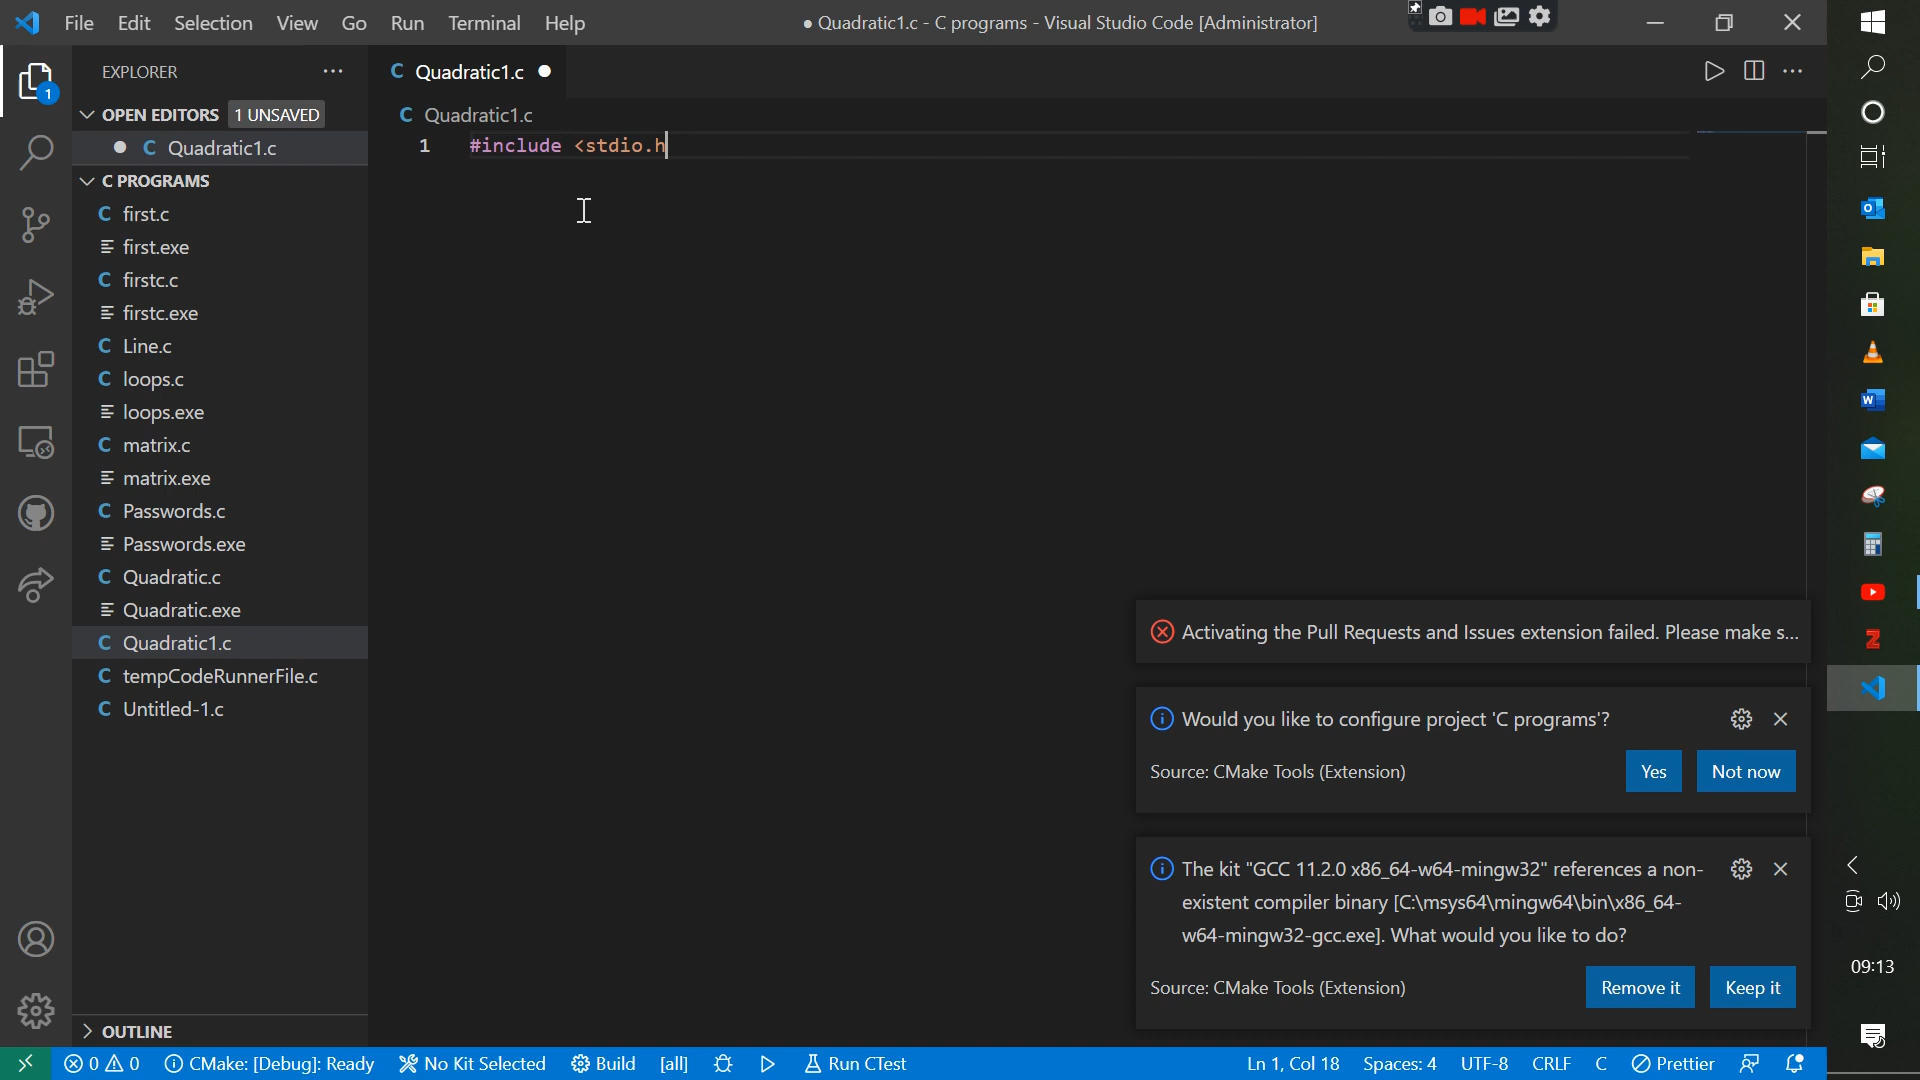 File Edit Selection View Go Run Terminal Help
● Quadratic1.c - C programs - Visual Studio Code [Administrator]
EXPLORER
OPEN EDITORS 1 UNSAVED
C Quadratic1.c
C PROGRAMS
C first.c
first.exe
C firstc.c
firstc.exe
C Line.c
C loops.c
loops.exe
C matrix.c
matrix.exe
C Passwords.c
Passwords.exe
C Quadratic.c
Quadratic.exe
C Quadratic1.c
C tempCodeRunnerFile.c
C Untitled-1.c
OUTLINE
1
C Quadratic1.c
C Quadratic1.c
1 #include <stdio.h
Activating the Pull Requests and Issues extension failed. Please make s...
Would you like to configure project 'C programs'?
Source: CMake Tools (Extension)
Yes Not now
The kit "GCC 11.2.0 x86_64-w64-mingw32" references a non-
existent compiler binary [C:\msys64\mingw64\bin\x86_64-
w64-mingw32-gcc.exe]. What would you like to do?
Source: CMake Tools (Extension)
Remove it Keep it
0 0 CMake: [Debug]: Ready No Kit Selected Build [all] Run CTest
Ln 1, Col 18 Spaces: 4 UTF-8 CRLF C Prettier
09:13